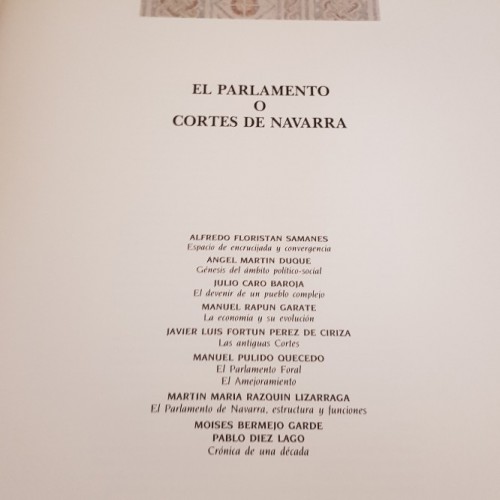 EL PARLAMENTO
O
CORTES DE NAVARRA
ALFREDO FLORISTAN SAMANES
Espacio de encrucijada y convergencia
ANGEL MARTIN DUQUE
Génesis del ámbito político-social
JULIO CARO BAROJA
El devenir de un pueblo complejo
MANUEL RAPUN GARATE
La economía y su evolución
JAVIER LUIS FORTUN PEREZ DE CIRIZA
Las antiguas Cortes
MANUEL PULIDO QUECEDO
El Parlamento Foral
El Amejoramiento
MARTIN MARIA RAZQUIN LIZARRAGA
El Parlamento de Navarra, estructura y funciones
MOISES BERMEJO GARDE
PABLO DIEZ LAGO
Crónica de una década